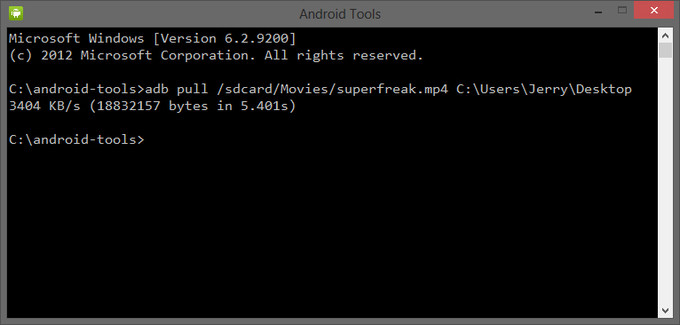 Android Tools
Microsoft Windows [Version 6.2.9200]
(c) 2012 Microsoft Corporation. All rights reserved.
C:\android-tools>adb pull /sdcard/Movies/superfreak.mp4 C:\Users\Jerry\Desktop
3404 KB/s (18832157 bytes in 5.401s)
C:\android-tools>